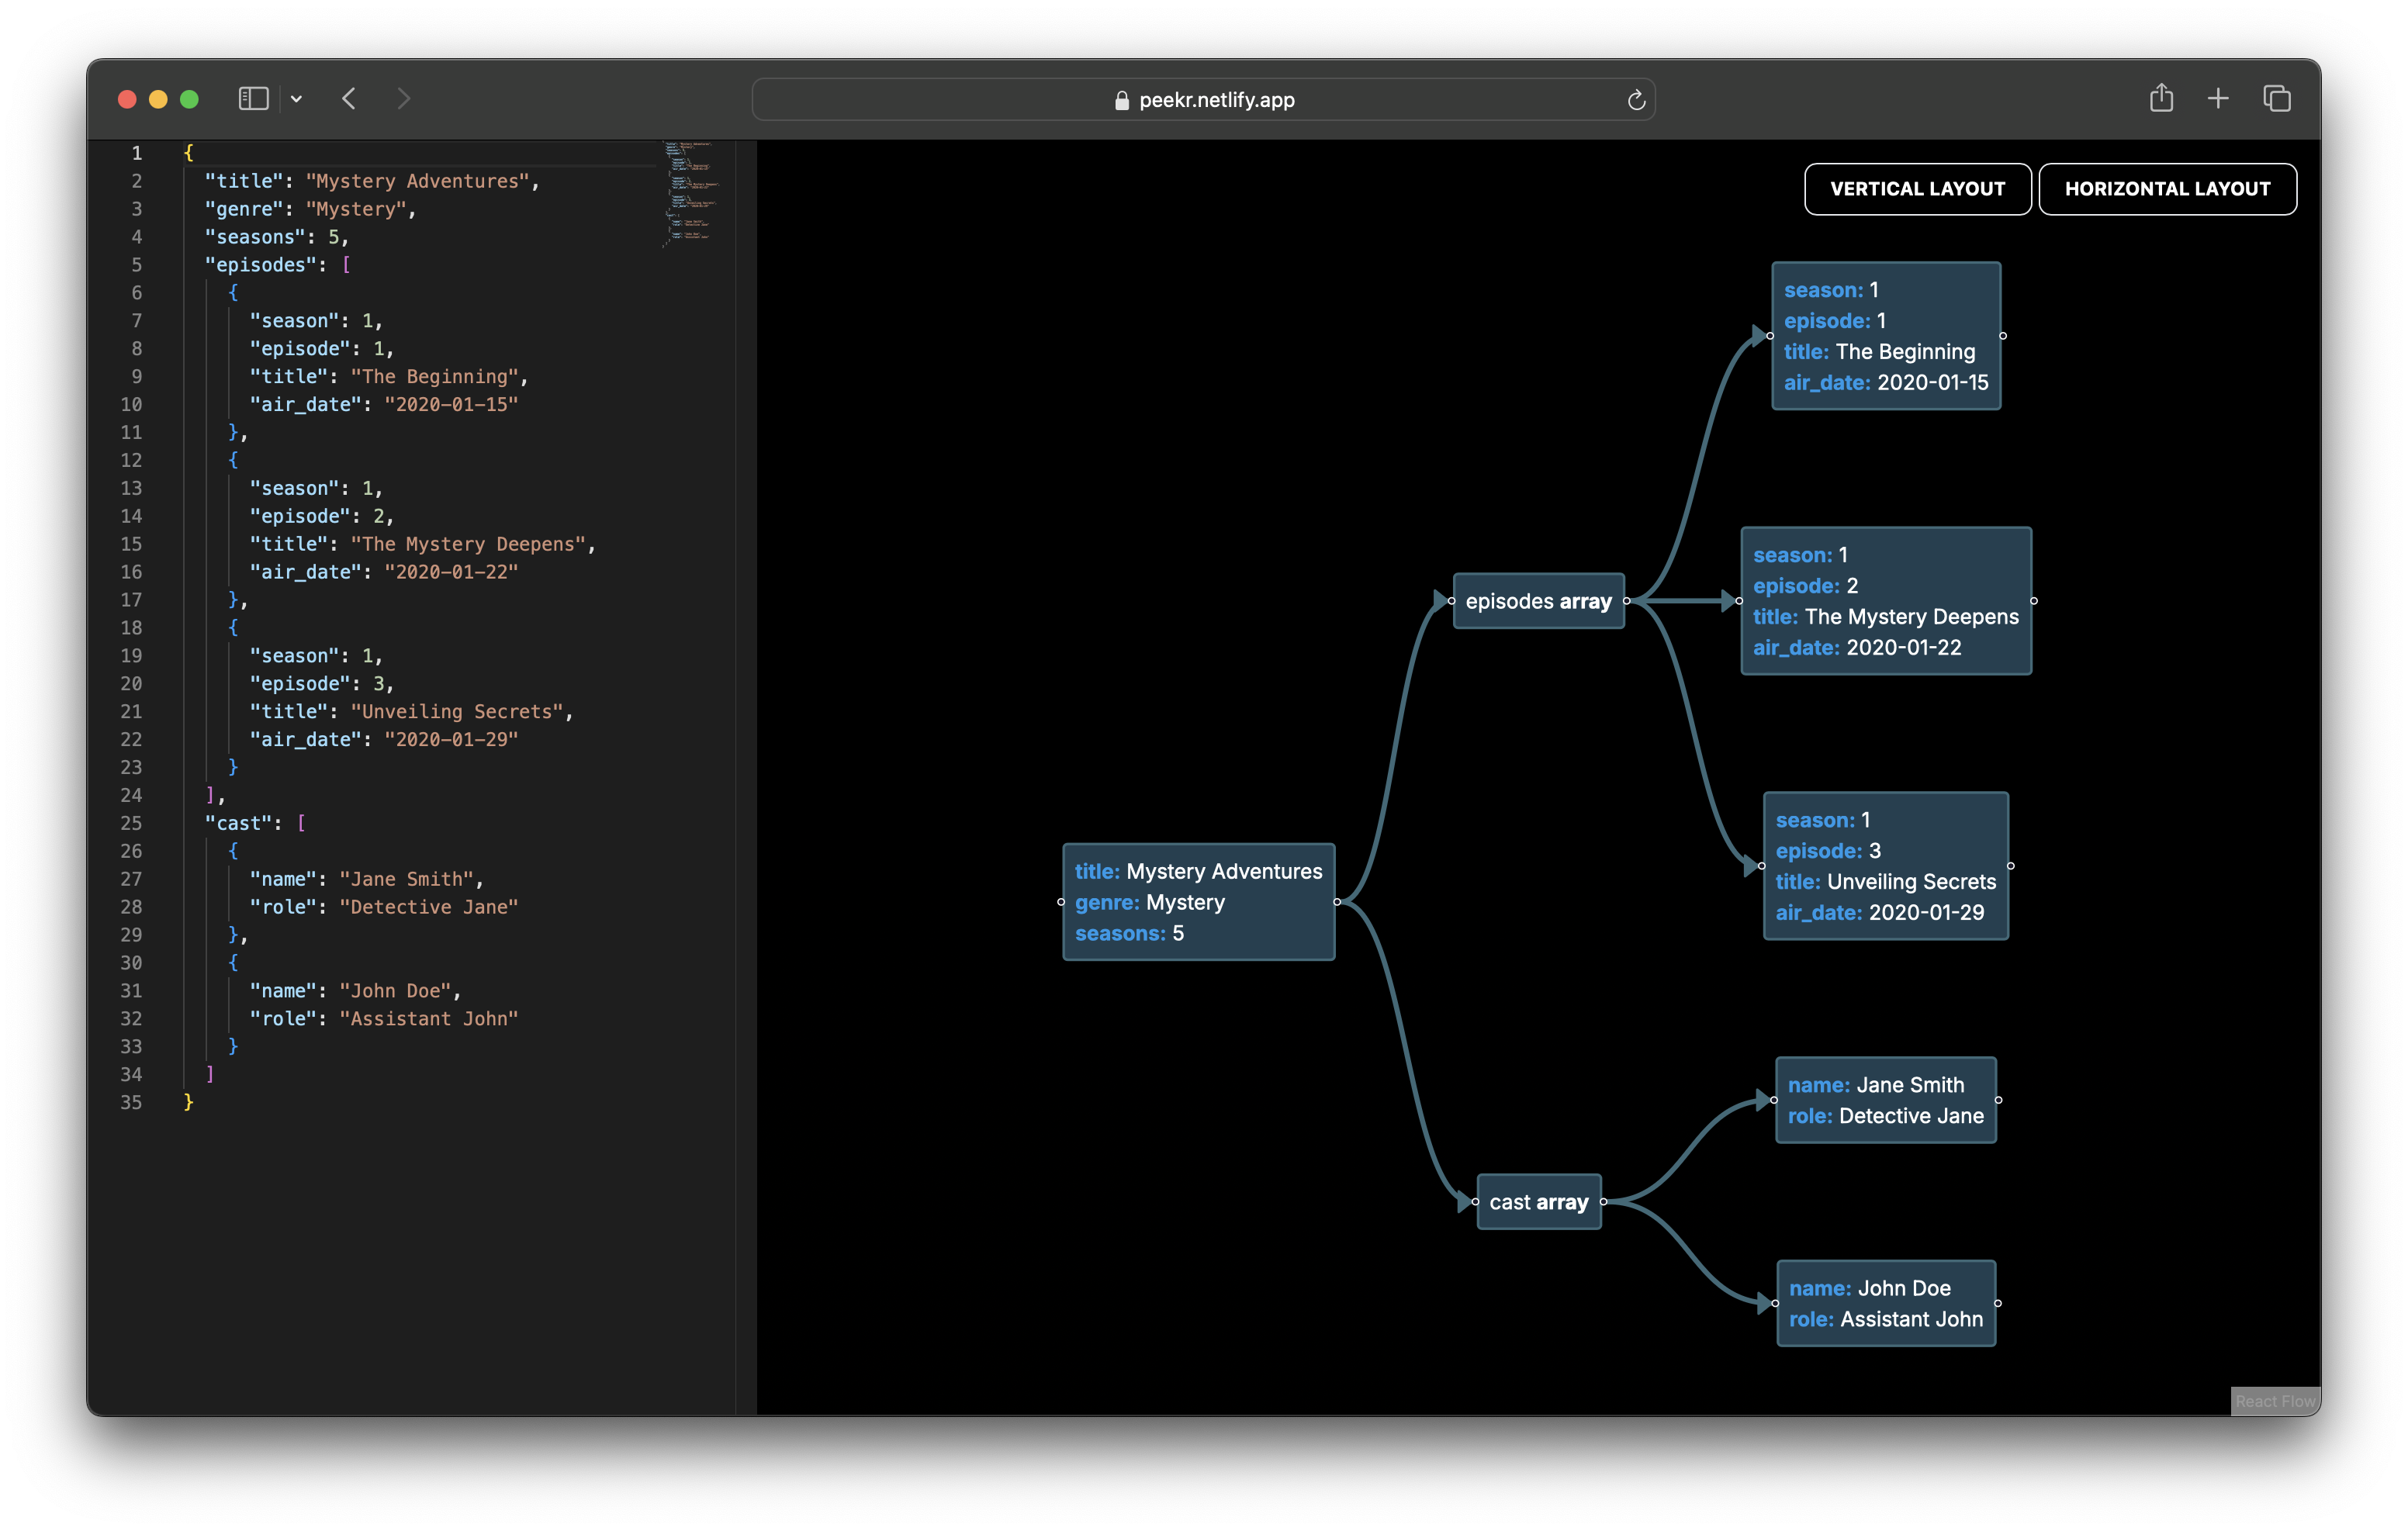 peekr.netlify.app
1 {
2 "title": "Mystery Adventures",
3 "genre": "Mystery",
4 "seasons": 5,
5 "episodes": [
6 {
7 "season": 1,
8 "episode": 1,
9 "title": "The Beginning",
10 "air_date": "2020-01-15"
11 },
12 {
13 "season": 1,
14 "episode": 2,
15 "title": "The Mystery Deepens",
16 "air_date": "2020-01-22"
17 },
18 {
19 "season": 1,
20 "episode": 3,
21 "title": "Unveiling Secrets",
22 "air_date": "2020-01-29"
23 }
24 ],
25 "cast": [
26 {
27 "name": "Jane Smith",
28 "role": "Detective Jane"
29 },
30 {
31 "name": "John Doe",
32 "role": "Assistant John"
33 }
34 ]
35 }
VERTICAL LAYOUT
HORIZONTAL LAYOUT
title: Mystery Adventures
genre: Mystery
seasons: 5
episodes array
season: 1
episode: 1
title: The Beginning
air_date: 2020-01-15
season: 1
episode: 2
title: The Mystery Deepens
air_date: 2020-01-22
season: 1
episode: 3
title: Unveiling Secrets
air_date: 2020-01-29
cast array
name: Jane Smith
role: Detective Jane
name: John Doe
role: Assistant John
React Flow